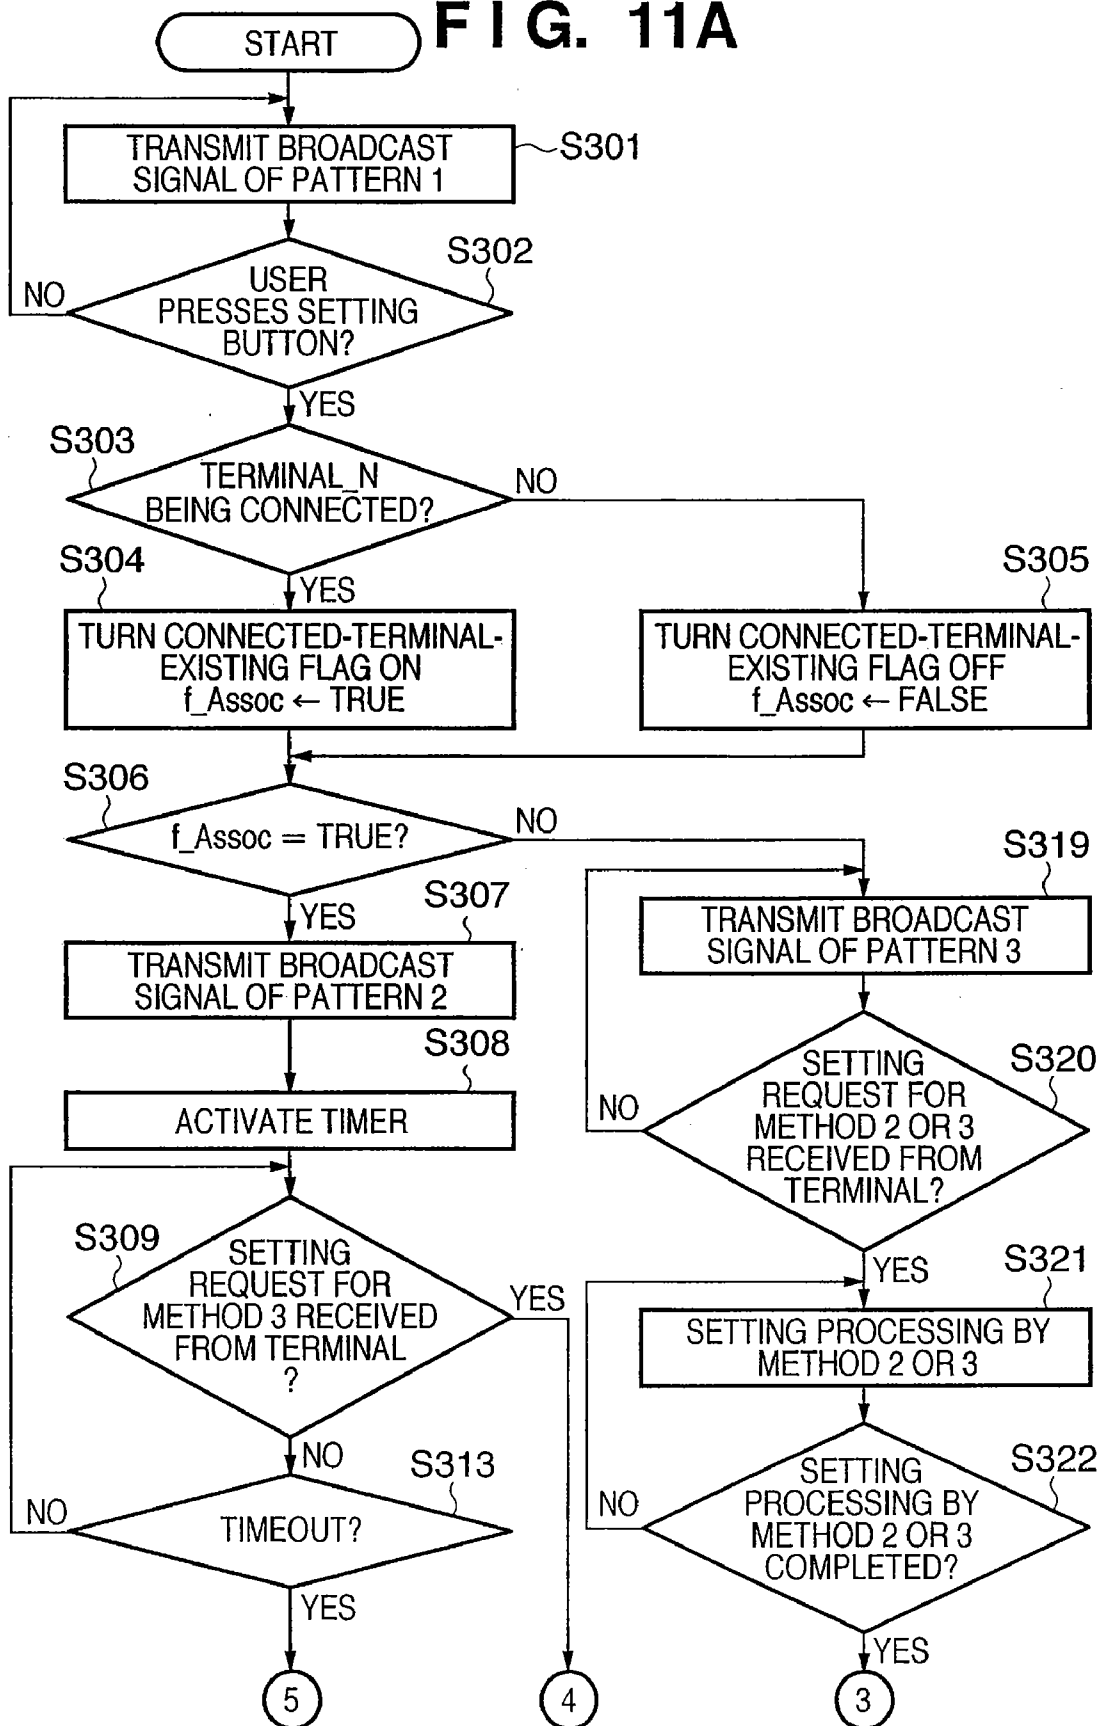 FIG. 11A
START
TRANSMIT BROADCAST
SIGNAL OF PATTERN 1
S301
S302
USER
PRESSES SETTING
BUTTON?
NO
YES
S303
TERMINAL_N
BEING CONNECTED?
NO
YES
S304
TURN CONNECTED-TERMINAL-
EXISTING FLAG ON
f_Assoc ← TRUE
S305
TURN CONNECTED-TERMINAL-
EXISTING FLAG OFF
f_Assoc ← FALSE
S306
f_Assoc = TRUE?
NO
YES
S307
TRANSMIT BROADCAST
SIGNAL OF PATTERN 2
S308
ACTIVATE TIMER
S309
SETTING
REQUEST FOR
METHOD 3 RECEIVED
FROM TERMINAL
?
YES
NO
S313
TIMEOUT?
NO
YES
5
4
S319
TRANSMIT BROADCAST
SIGNAL OF PATTERN 3
S320
SETTING
REQUEST FOR
METHOD 2 OR 3
RECEIVED FROM
TERMINAL?
NO
YES
S321
SETTING PROCESSING BY
METHOD 2 OR 3
S322
SETTING
PROCESSING BY
METHOD 2 OR 3
COMPLETED?
NO
YES
3